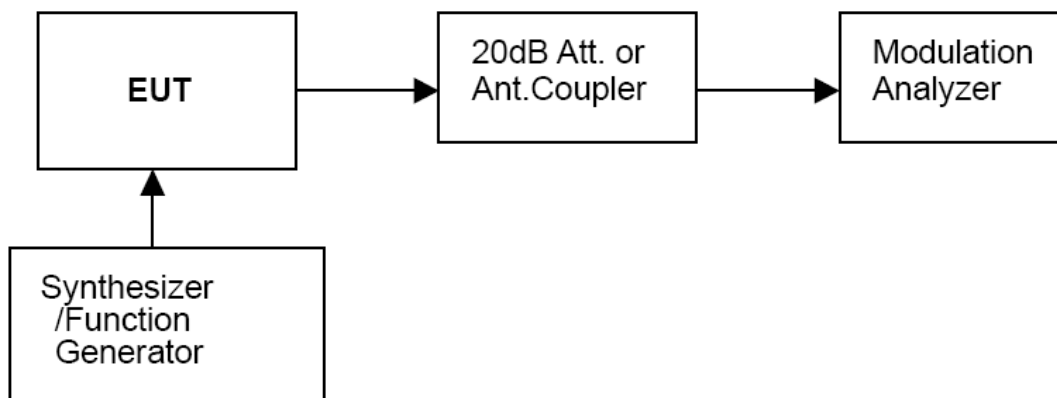 EUT
20dB Att. or
Ant.Coupler
Modulation
Analyzer
Synthesizer
/Function
Generator